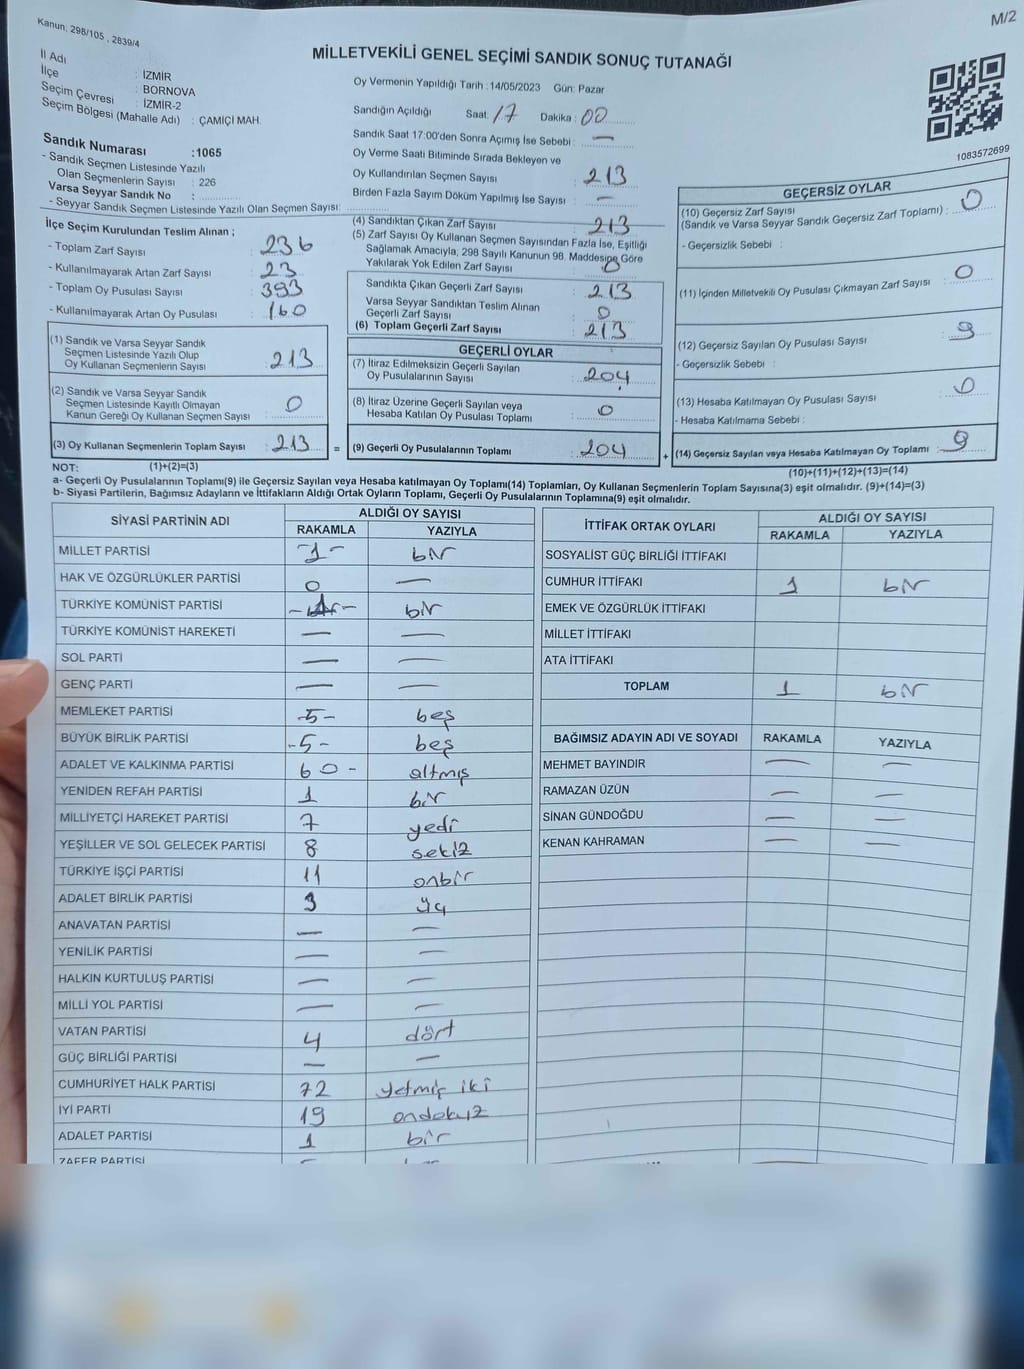 Kanun: 298/105 , 2839/4
M/2
MİLLETVEKİLİ GENEL SEÇİMİ SANDIK SONUÇ TUTANAĞI
İl Adı : İZMİR
İlçe : BORNOVA
Seçim Çevresi : İZMİR-2
Seçim Bölgesi (Mahalle Adı) : ÇAMİÇİ MAH.
Sandık Numarası :1065
- Sandık Seçmen Listesinde Yazılı
Olan Seçmenlerin Sayısı : 226
Varsa Seyyar Sandık No :
- Seyyar Sandık Seçmen Listesinde Yazılı Olan Seçmen Sayısı:
İlçe Seçim Kurulundan Teslim Alınan ;
- Toplam Zarf Sayısı : 236
- Kullanılmayarak Artan Zarf Sayısı : 23
- Toplam Oy Pusulası Sayısı : 393
- Kullanılmayarak Artan Oy Pusulası : 160
(1) Sandık ve Varsa Seyyar Sandık
Seçmen Listesinde Yazılı Olup
Oy Kullanan Seçmenlerin Sayısı : 213
(2) Sandık ve Varsa Seyyar Sandık
Seçmen Listesinde Kayıtlı Olmayan
Kanun Gereği Oy Kullanan Seçmen Sayısı : 0
(3) Oy Kullanan Seçmenlerin Toplam Sayısı : 213 =
Oy Vermenin Yapıldığı Tarih :14/05/2023 Gün: Pazar
Sandığın Açıldığı Saat: 17 Dakika : 00
Sandık Saat 17:00'den Sonra Açımış İse Sebebi : —
Oy Verme Saati Bitiminde Sırada Bekleyen ve
Oy Kullandırılan Seçmen Sayısı : 213
Birden Fazla Sayım Döküm Yapılmış İse Sayısı : —
(4) Sandıktan Çıkan Zarf Sayısı : 213
(5) Zarf Sayısı Oy Kullanan Seçmen Sayısından Fazla İse, Eşitliği
Sağlamak Amacıyla, 298 Sayılı Kanunun 98. Maddesine Göre
Yakılarak Yok Edilen Zarf Sayısı : 0
Sandıkta Çıkan Geçerli Zarf Sayısı : 213
Varsa Seyyar Sandıktan Teslim Alınan
Geçerli Zarf Sayısı : 0
(6) Toplam Geçerli Zarf Sayısı : 213
GEÇERLİ OYLAR
(7) İtiraz Edilmeksizin Geçerli Sayılan
Oy Pusulalarının Sayısı : 204
(8) İtiraz Üzerine Geçerli Sayılan veya
Hesaba Katılan Oy Pusulası Toplamı : 0
(9) Geçerli Oy Pusulalarının Toplamı : 204 +
1083572699
GEÇERSİZ OYLAR
(10) Geçersiz Zarf Sayısı
(Sandık ve Varsa Seyyar Sandık Geçersiz Zarf Toplamı) : 0
- Geçersizlik Sebebi :
(11) İçinden Milletvekili Oy Pusulası Çıkmayan Zarf Sayısı : 0
(12) Geçersiz Sayılan Oy Pusulası Sayısı : 9
- Geçersizlik Sebebi :
(13) Hesaba Katılmayan Oy Pusulası Sayısı : 0
- Hesaba Katılmama Sebebi :
(14) Geçersiz Sayılan veya Hesaba Katılmayan Oy Toplamı : 9
NOT: (1)+(2)=(3) (10)+(11)+(12)+(13)=(14)
a- Geçerli Oy Pusulalarının Toplamı(9) ile Geçersiz Sayılan veya Hesaba katılmayan Oy Toplamı(14) Toplamları, Oy Kullanan Seçmenlerin Toplam Sayısına(3) eşit olmalıdır. (9)+(14)=(3)
b- Siyasi Partilerin, Bağımsız Adayların ve İttifakların Aldığı Ortak Oyların Toplamı, Geçerli Oy Pusulalarının Toplamına(9) eşit olmalıdır.
SİYASİ PARTİNİN ADI ALDIĞI OY SAYISI
RAKAMLA YAZIYLA
MİLLET PARTİSİ 1- bir
HAK VE ÖZGÜRLÜKLER PARTİSİ 0 —
TÜRKİYE KOMÜNİST PARTİSİ -1- bir
TÜRKİYE KOMÜNİST HAREKETİ — —
SOL PARTİ — —
GENÇ PARTİ — —
MEMLEKET PARTİSİ -5- beş
BÜYÜK BİRLİK PARTİSİ -5- beş
ADALET VE KALKINMA PARTİSİ 60- altmış
YENİDEN REFAH PARTİSİ 1 bir
MİLLİYETÇİ HAREKET PARTİSİ 7 yedi
YEŞİLLER VE SOL GELECEK PARTİSİ 8 sekiz
TÜRKİYE İŞÇİ PARTİSİ 11 onbir
ADALET BİRLİK PARTİSİ 3 üç
ANAVATAN PARTİSİ — —
YENİLİK PARTİSİ — —
HALKIN KURTULUŞ PARTİSİ — —
MİLLİ YOL PARTİSİ — —
VATAN PARTİSİ 4 dört
GÜÇ BİRLİĞİ PARTİSİ — —
CUMHURİYET HALK PARTİSİ 72 yetmiş iki
İYİ PARTİ 19 ondokuz
ADALET PARTİSİ 1 bir
ZAFER PARTİSİ
İTTİFAK ORTAK OYLARI ALDIĞI OY SAYISI
RAKAMLA YAZIYLA
SOSYALİST GÜÇ BİRLİĞİ İTTİFAKI
CUMHUR İTTİFAKI 1 bir
EMEK VE ÖZGÜRLÜK İTTİFAKI
MİLLET İTTİFAKI
ATA İTTİFAKI
TOPLAM 1 bir
BAĞIMSIZ ADAYIN ADI VE SOYADI RAKAMLA YAZIYLA
MEHMET BAYINDIR — —
RAMAZAN ÜZÜN — —
SİNAN GÜNDOĞDU — —
KENAN KAHRAMAN — —